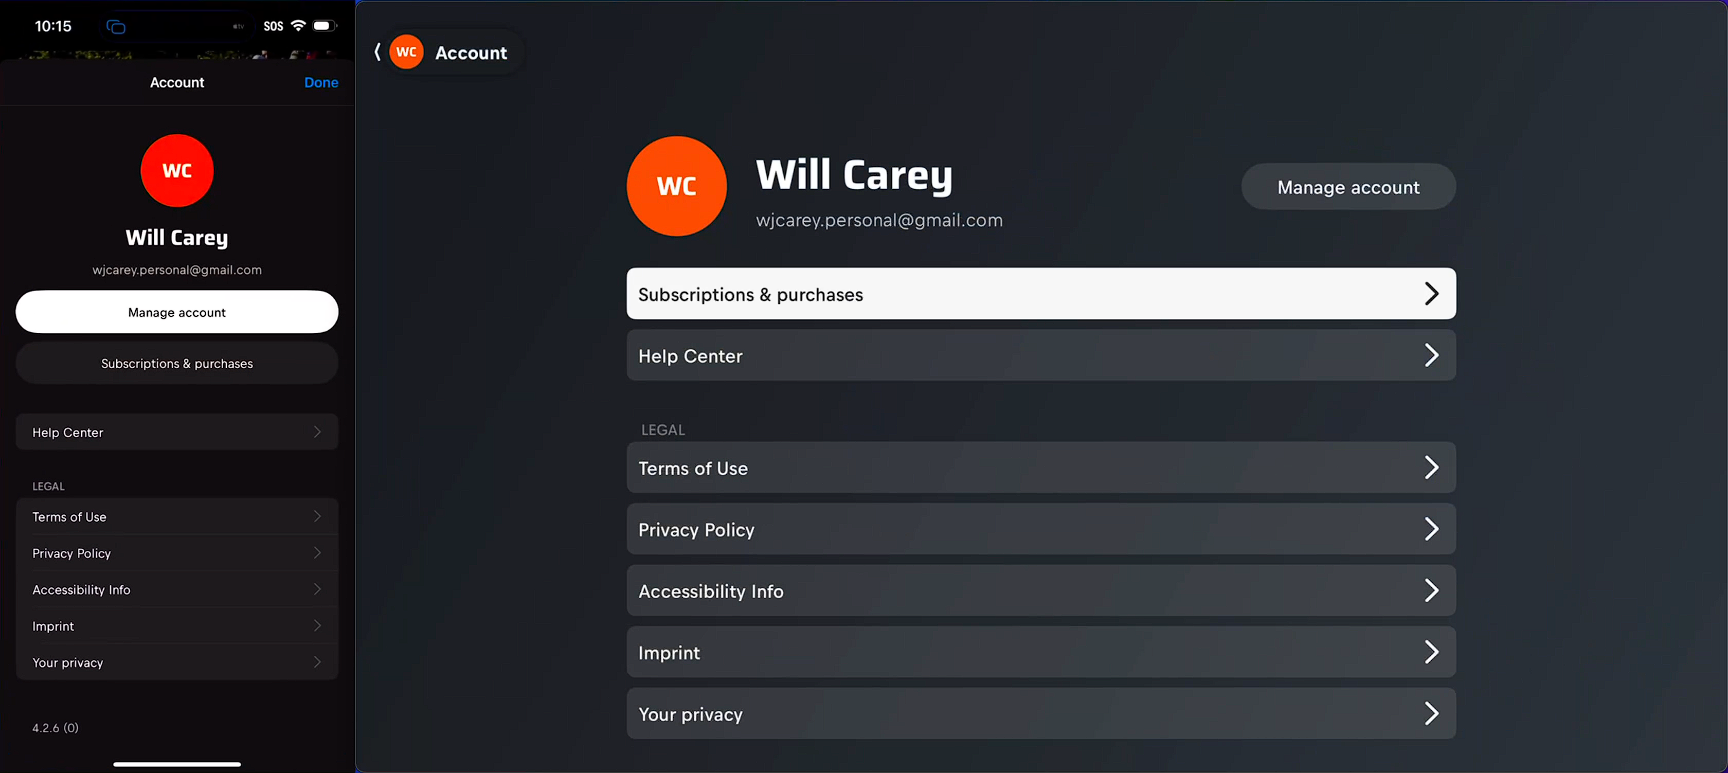 10:15
tv
SOS
Account
Done
WC
Will Carey
wjcarey.personal@gmail.com
Manage account
Subscriptions & purchases
Help Center
LEGAL
Terms of Use
Privacy Policy
Accessibility Info
Imprint
Your privacy
4.2.6 (0)
WC
Account
WC
Will Carey
wjcarey.personal@gmail.com
Manage account
Subscriptions & purchases
Help Center
LEGAL
Terms of Use
Privacy Policy
Accessibility Info
Imprint
Your privacy